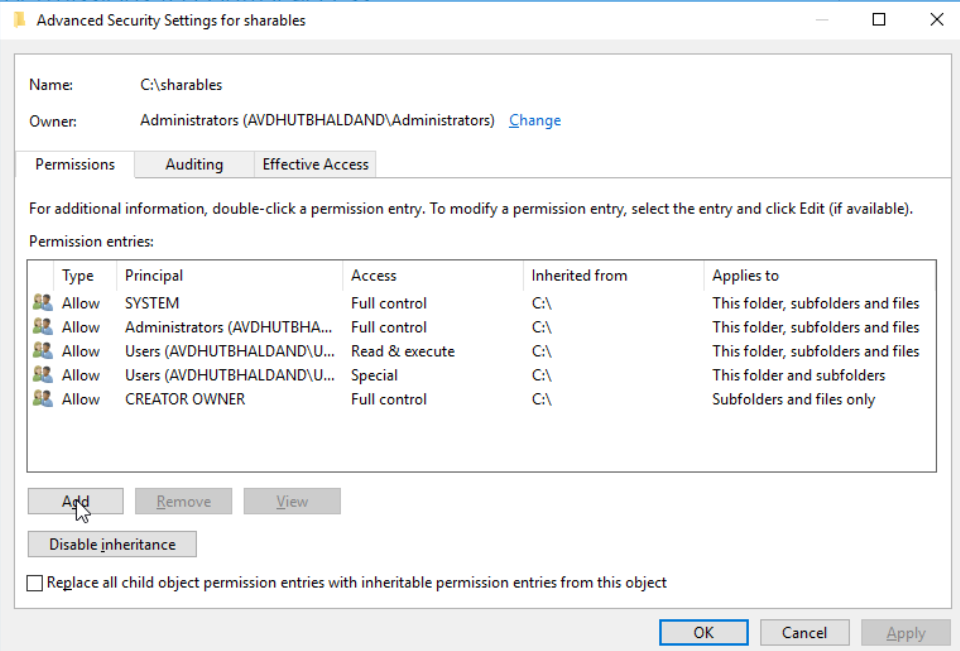 Advanced Security Settings for sharables
Name: C:\sharables
Owner: Administrators (AVDHUTBHALDAND\Administrators) Change
Permissions Auditing Effective Access
For additional information, double-click a permission entry. To modify a permission entry, select the entry and click Edit (if available).
Permission entries:
Type Principal Access Inherited from Applies to
Allow SYSTEM Full control C:\ This folder, subfolders and files
Allow Administrators (AVDHUTBHA... Full control C:\ This folder, subfolders and files
Allow Users (AVDHUTBHALDAND\U... Read & execute C:\ This folder, subfolders and files
Allow Users (AVDHUTBHALDAND\U... Special C:\ This folder and subfolders
Allow CREATOR OWNER Full control C:\ Subfolders and files only
Add Remove View
Disable inheritance
Replace all child object permission entries with inheritable permission entries from this object
OK Cancel Apply